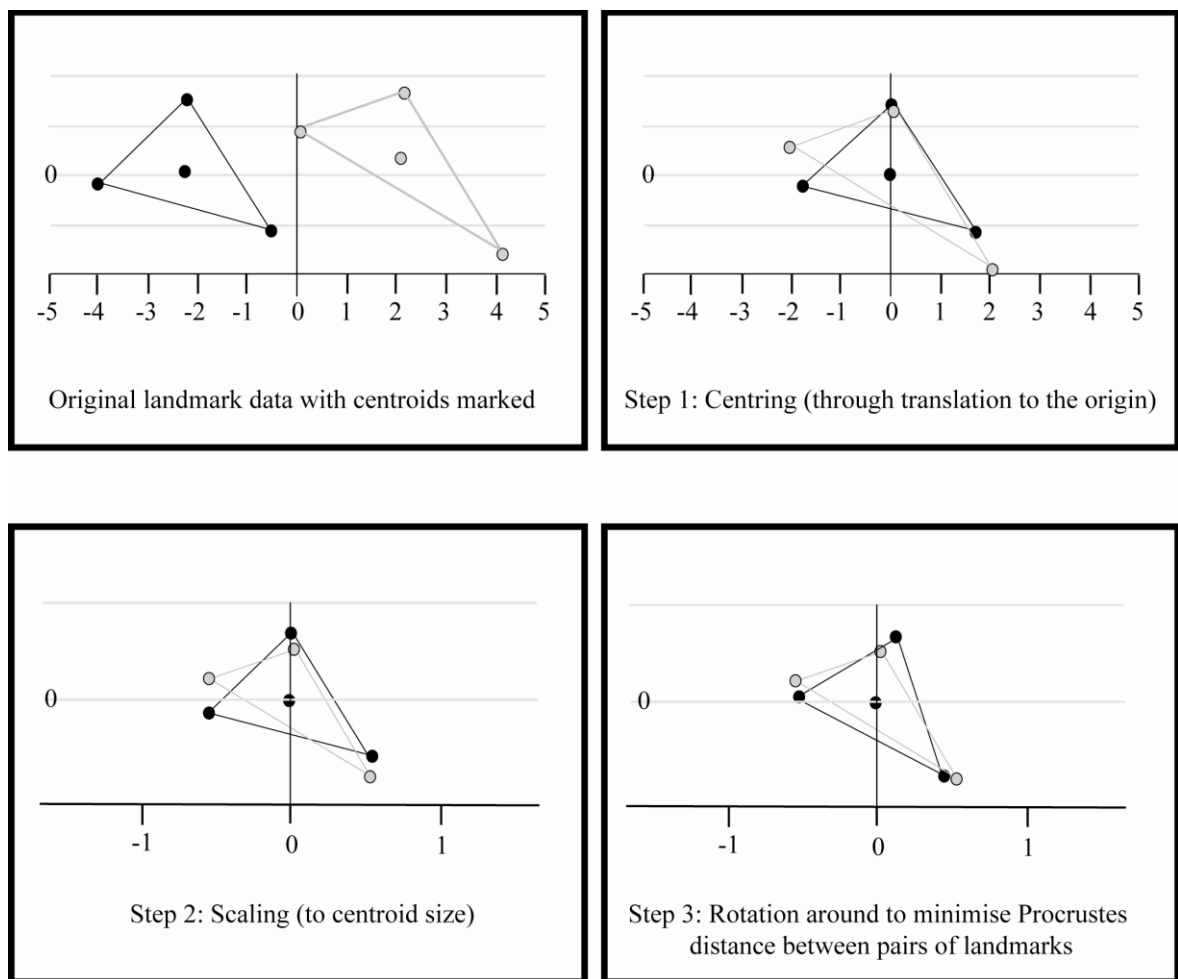 0
-5 -4 -3 -2 -1 0 1 2 3 4 5
Original landmark data with centroids marked
0
-5 -4 -3 -2 -1 0 1 2 3 4 5
Step 1: Centring (through translation to the origin)
0
-1 0 1
Step 2: Scaling (to centroid size)
0
-1 0 1
Step 3: Rotation around to minimise Procrustes
distance between pairs of landmarks